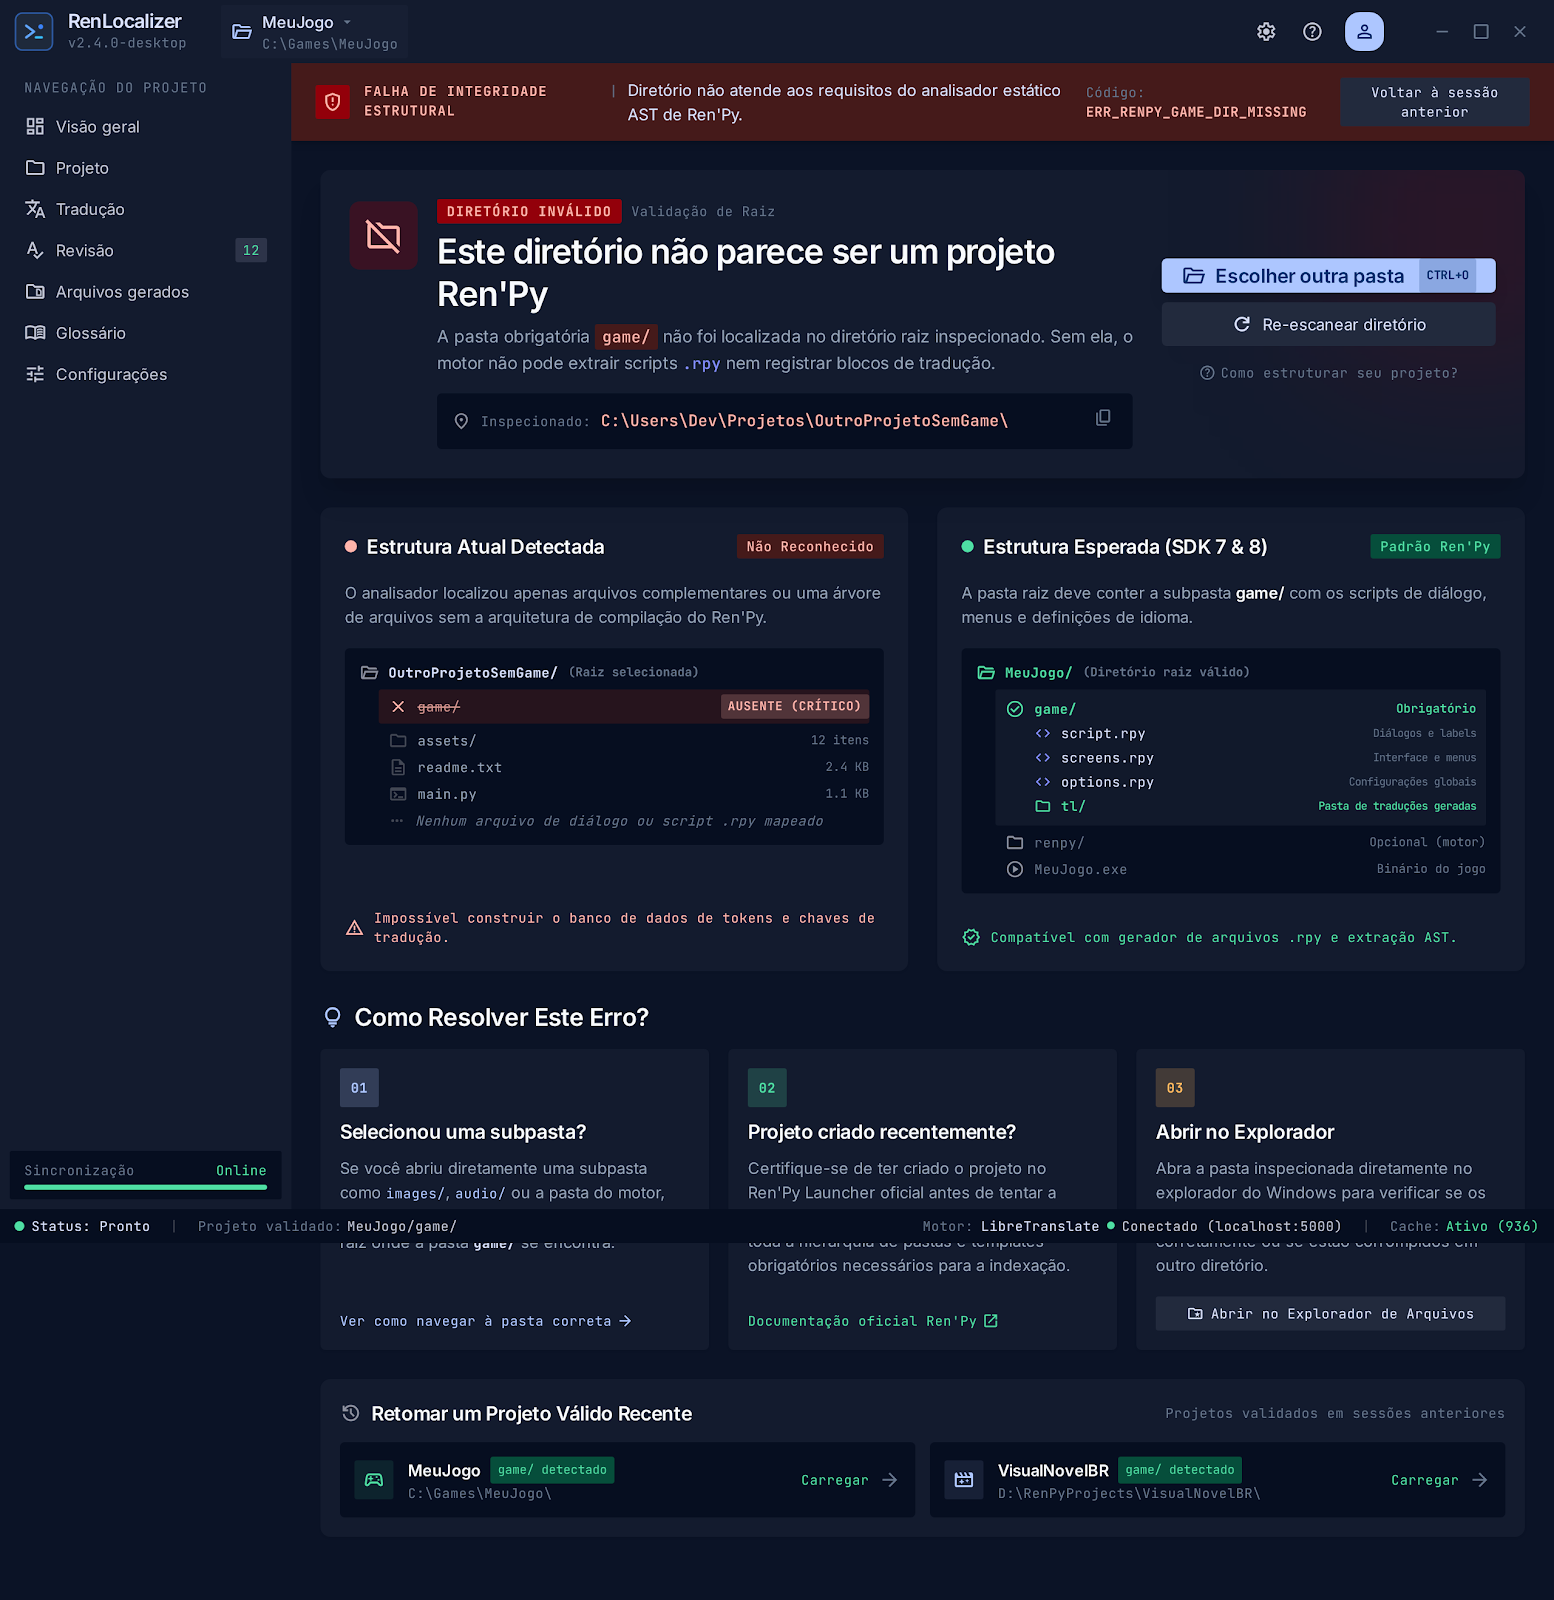 RenLocalizer
v2.4.0-desktop
MeuJogo
C:\Games\MeuJogo
NAVEGAÇÃO DO PROJETO
Visão geral
Projeto
Tradução
Revisão
12
Arquivos gerados
Glossário
Configurações
Sincronização
Online
FALHA DE INTEGRIDADE
ESTRUTURAL
|
Diretório não atende aos requisitos do analisador estático
AST de Ren'Py.
Código:
ERR_RENPY_GAME_DIR_MISSING
Voltar à sessão
anterior
DIRETÓRIO INVÁLIDO
Validação de Raiz
Este diretório não parece ser um projeto
Ren'Py
A pasta obrigatória game/ não foi localizada no diretório raiz inspecionado. Sem ela, o
motor não pode extrair scripts .rpy nem registrar blocos de tradução.
Inspecionado: C:\Users\Dev\Projetos\OutroProjetoSemGame\
Escolher outra pasta
CTRL+O
Re-escanear diretório
Como estruturar seu projeto?
Estrutura Atual Detectada
Não Reconhecido
O analisador localizou apenas arquivos complementares ou uma árvore
de arquivos sem a arquitetura de compilação do Ren'Py.
OutroProjetoSemGame/ (Raiz selecionada)
game/
AUSENTE (CRÍTICO)
assets/
12 itens
readme.txt
2.4 KB
main.py
1.1 KB
Nenhum arquivo de diálogo ou script .rpy mapeado
Impossível construir o banco de dados de tokens e chaves de
tradução.
Estrutura Esperada (SDK 7 & 8)
Padrão Ren'Py
A pasta raiz deve conter a subpasta game/ com os scripts de diálogo,
menus e definições de idioma.
MeuJogo/ (Diretório raiz válido)
game/
Obrigatório
script.rpy
Diálogos e labels
screens.rpy
Interface e menus
options.rpy
Configurações globais
tl/
Pasta de traduções geradas
renpy/
Opcional (motor)
MeuJogo.exe
Binário do jogo
Compatível com gerador de arquivos .rpy e extração AST.
Como Resolver Este Erro?
01
Selecionou uma subpasta?
Se você abriu diretamente uma subpasta
como images/, audio/ ou a pasta do motor,
raiz onde a pasta game/ se encontra.
Ver como navegar à pasta correta
02
Projeto criado recentemente?
Certifique-se de ter criado o projeto no
Ren'Py Launcher oficial antes de tentar a
toda a hierarquia de pastas e templates
obrigatórios necessários para a indexação.
Documentação oficial Ren'Py
03
Abrir no Explorador
Abra a pasta inspecionada diretamente no
explorador do Windows para verificar se os
corretamente ou se estão corrompidos em
outro diretório.
Abrir no Explorador de Arquivos
Status: Pronto | Projeto validado: MeuJogo/game/
Motor: LibreTranslate
Conectado (localhost:5000) | Cache: Ativo (936)
Retomar um Projeto Válido Recente
Projetos validados em sessões anteriores
MeuJogo
game/ detectado
C:\Games\MeuJogo\
Carregar
VisualNovelBR
game/ detectado
D:\RenPyProjects\VisualNovelBR\
Carregar